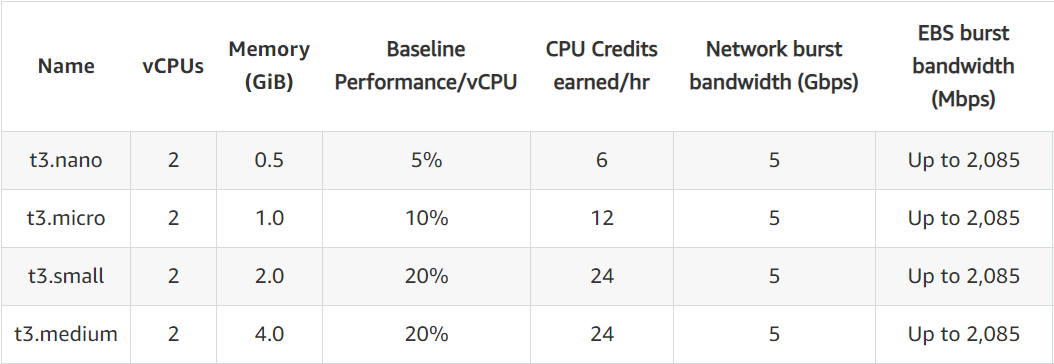 Name vCPUs Memory (GiB) Baseline Performance/vCPU CPU Credits earned/hr Network burst bandwidth (Gbps) EBS burst bandwidth (Mbps)
t3.nano 2 0.5 5% 6 5 Up to 2,085
t3.micro 2 1.0 10% 12 5 Up to 2,085
t3.small 2 2.0 20% 24 5 Up to 2,085
t3.medium 2 4.0 20% 24 5 Up to 2,085